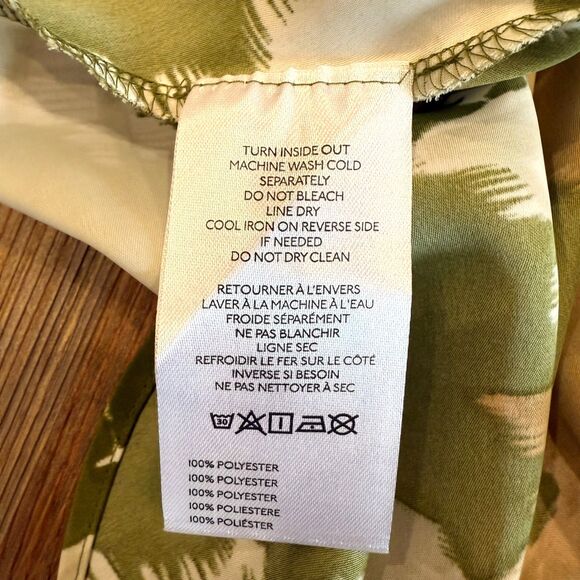 TURN INSIDE OUT
MACHINE WASH COLD
SEPARATELY
DO NOT BLEACH
LINE DRY
COOL IRON ON REVERSE SIDE
IF NEEDED
DO NOT DRY CLEAN
RETOURNER À L'ENVERS
LAVER À LA MACHINE À L'EAU
FROIDE SÉPARÉMENT
NE PAS BLANCHIR
LIGNE SEC
REFROIDIR LE FER SUR LE CÔTÉ
INVERSE SI BESOIN
NE PAS NETTOYER À SEC
30
100% POLYESTER
100% POLYESTER
100% POLYESTER
100% POLIESTERE
100% POLIÉSTER